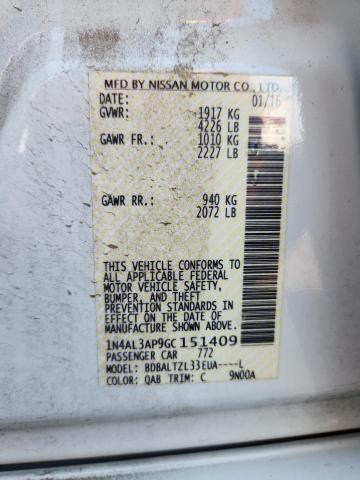 MFD BY NISSAN MOTOR CO., LTD.
DATE: 01/16
GVWR: 1917 KG
4226 LB
GAWR FR.: 1010 KG
2227 LB
GAWR RR.: 940 KG
2072 LB
THIS VEHICLE CONFORMS TO
ALL APPLICABLE FEDERAL
MOTOR VEHICLE SAFETY,
BUMPER, AND THEFT
PREVENTION STANDARDS IN
EFFECT ON THE DATE OF
MANUFACTURE SHOWN ABOVE.
1N4AL3AP9GC151409
PASSENGER CAR 772
MODEL: BDBALTZL33EUA----L
COLOR: QAB TRIM: C 9N00A